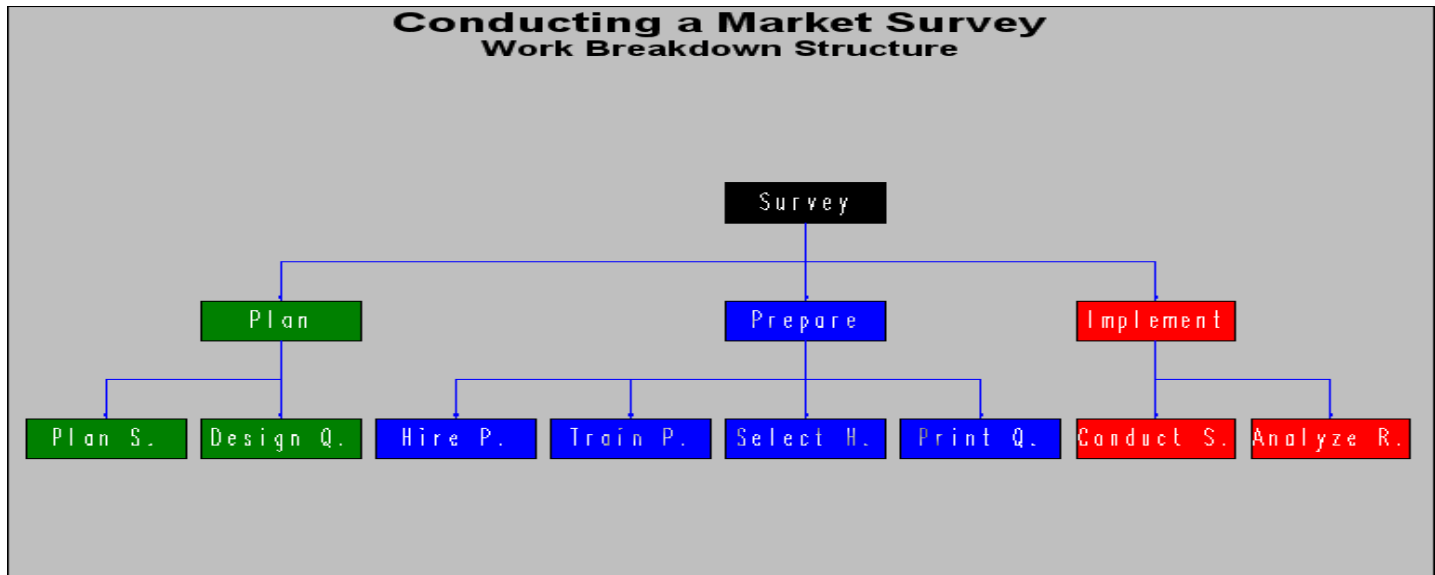 Conducting a Market Survey
Work Breakdown Structure
Survey
Plan
Prepare
Implement
Plan S.
Design Q.
Hire P.
Train P.
Select H.
Print Q.
Conduct S.
Analyze R.